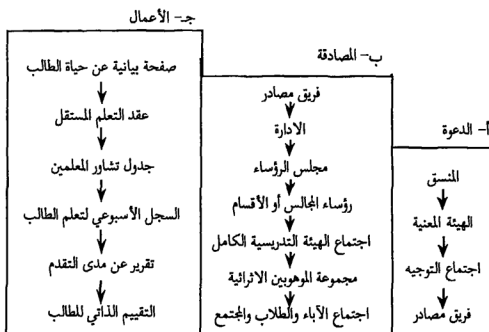 أ- الدعوة
المنسق
الهيئة المعنية
اجتماع التوجيه
فريق مصادر
ب- المصادقة
فريق مصادر
الادارة
مجلس الرؤساء
رؤساء المجالس أو الأقسام
اجتماع الهيئة التدريسية الكامل
مجموعة الموهوبين الاثرائية
اجتماع الآباء والطلاب والمجتمع
جـ- الأعمال
صفحة بيانية عن حياة الطالب
عقد التعلم المستقل
جدول تشاور المعلمين
السجل الأسبوعي لتعلم الطالب
تقرير عن مدى التقدم
التقييم الذاتي للطالب